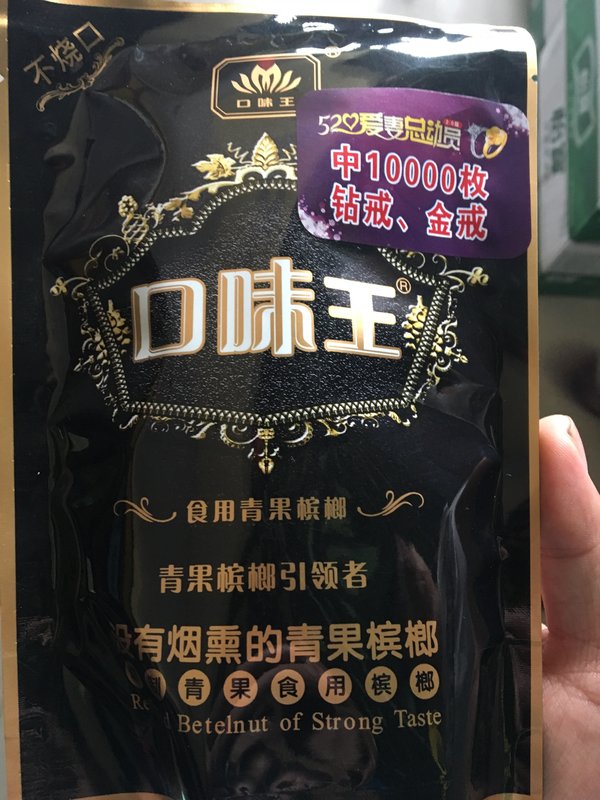 不烧口
口味王
520爱妻总动员
中10000枚
钻戒、金戒
口味王®
食用青果槟榔
青果槟榔引领者
没有烟熏的青果槟榔
青果食用槟榔
Betelnut of Strong Taste